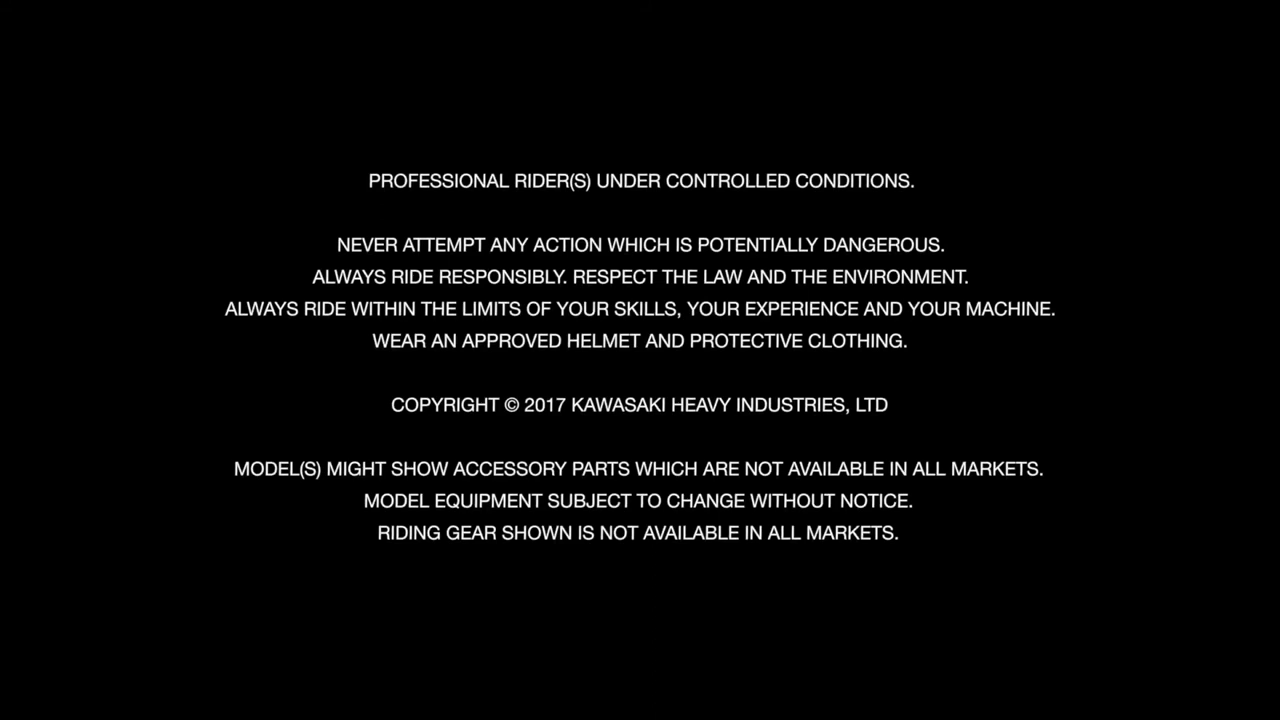 PROFESSIONAL RIDER(S) UNDER CONTROLLED CONDITIONS.
NEVER ATTEMPT ANY ACTION WHICH IS POTENTIALLY DANGEROUS.
ALWAYS RIDE RESPONSIBLY. RESPECT THE LAW AND THE ENVIRONMENT.
ALWAYS RIDE WITHIN THE LIMITS OF YOUR SKILLS, YOUR EXPERIENCE AND YOUR MACHINE.
WEAR AN APPROVED HELMET AND PROTECTIVE CLOTHING.
COPYRIGHT © 2017 KAWASAKI HEAVY INDUSTRIES, LTD
MODEL(S) MIGHT SHOW ACCESSORY PARTS WHICH ARE NOT AVAILABLE IN ALL MARKETS.
MODEL EQUIPMENT SUBJECT TO CHANGE WITHOUT NOTICE.
RIDING GEAR SHOWN IS NOT AVAILABLE IN ALL MARKETS.